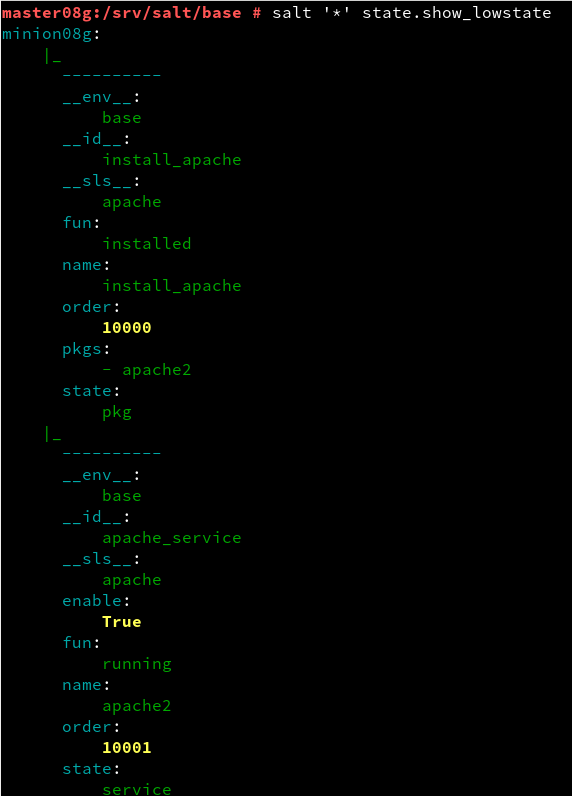 master08g:/srv/salt/base # salt '*' state.show_lowstate
minion08g:
    |_
      ----------
      __env__:
          base
      __id__:
          install_apache
      __sls__:
          apache
      fun:
          installed
      name:
          install_apache
      order:
          10000
      pkgs:
          - apache2
      state:
          pkg
    |_
      ----------
      __env__:
          base
      __id__:
          apache_service
      __sls__:
          apache
      enable:
          True
      fun:
          running
      name:
          apache2
      order:
          10001
      state:
          service